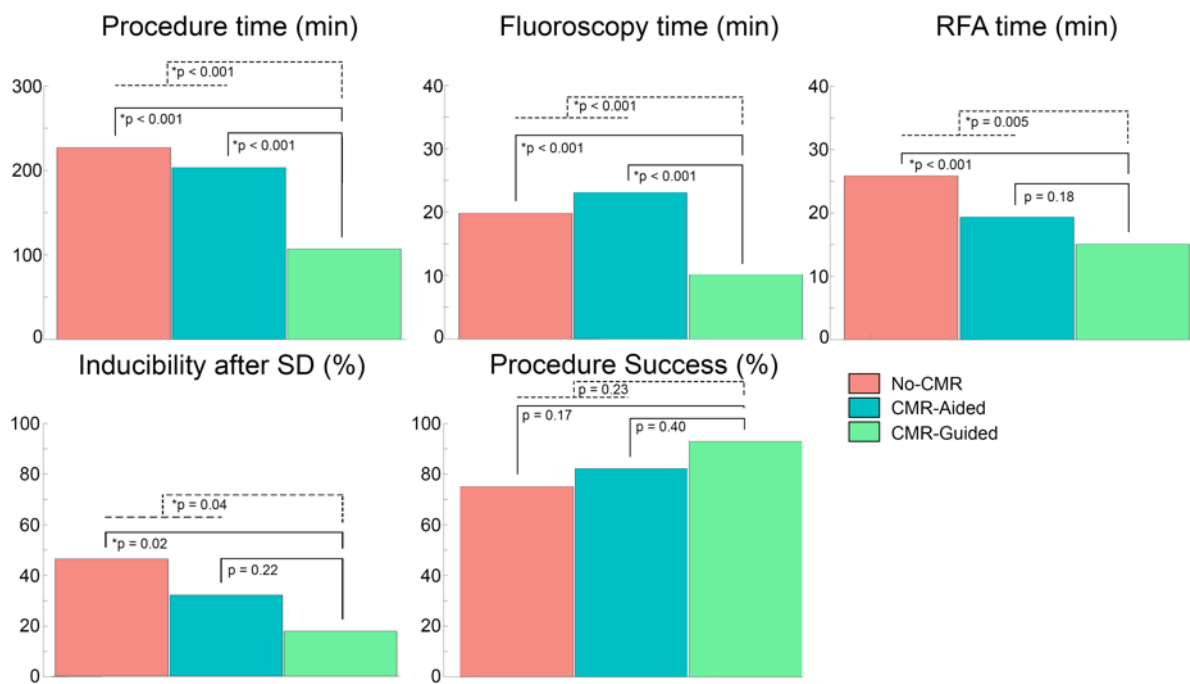 Procedure time (min)
*p < 0.001
300
*p < 0.001
*p < 0.001
200
100
0
Fluoroscopy time (min)
40
*p < 0.001
30
*p < 0.001
*p < 0.001
20
10
0
RFA time (min)
40
*p = 0.005
30
*p < 0.001
p = 0.18
20
10
0
Inducibility after SD (%)
100
80
*p = 0.04
60
*p = 0.02
p = 0.22
40
20
0
Procedure Success (%)
p = 0.23
p = 0.17
p = 0.40
100
80
60
40
20
0
No-CMR
CMR-Aided
CMR-Guided